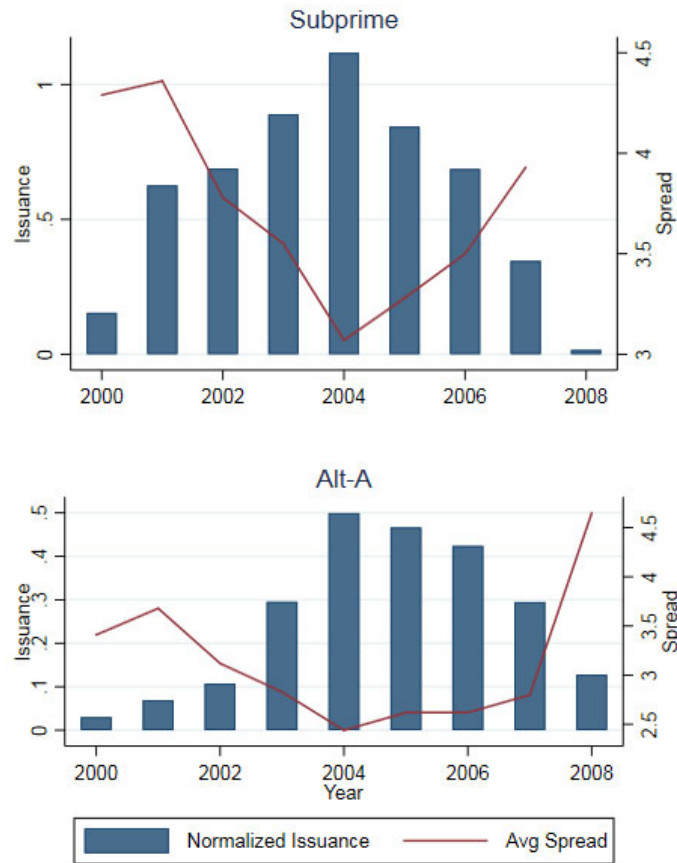 Subprime
Issuance
0
.5
1
Spread
3
3.5
4
4.5
2000 2002 2004 2006 2008
Alt-A
Issuance
0
.1
.2
.3
.4
.5
Spread
2.5
3
3.5
4
4.5
2000 2002 2004 2006 2008
Year
Normalized Issuance Avg Spread